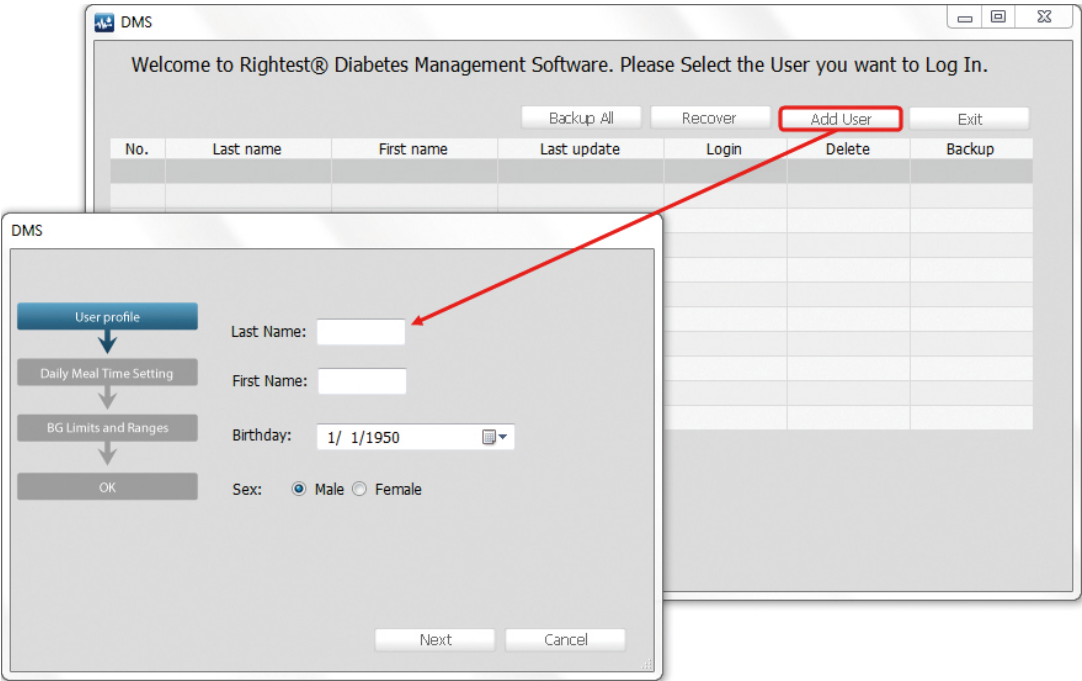 DMS
Welcome to Rightest® Diabetes Management Software. Please Select the User you want to Log In.
Backup All Recover Add User Exit
No. Last name First name Last update Login Delete Backup
DMS
User profile
Daily Meal Time Setting
BG Limits and Ranges
OK
Last Name:
First Name:
Birthday: 1/ 1/1950
Sex: Male Female
Next Cancel